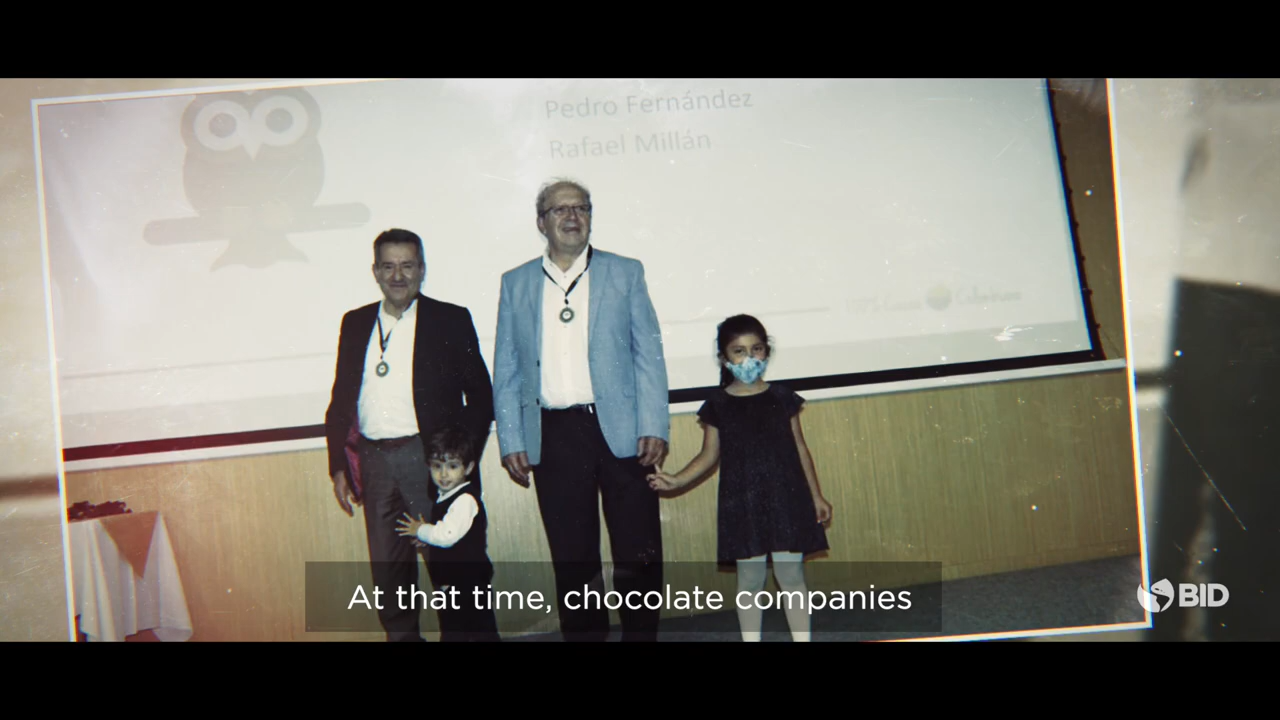 Pedro Fernández
Rafael Millán
At that time, chocolate companies
BID